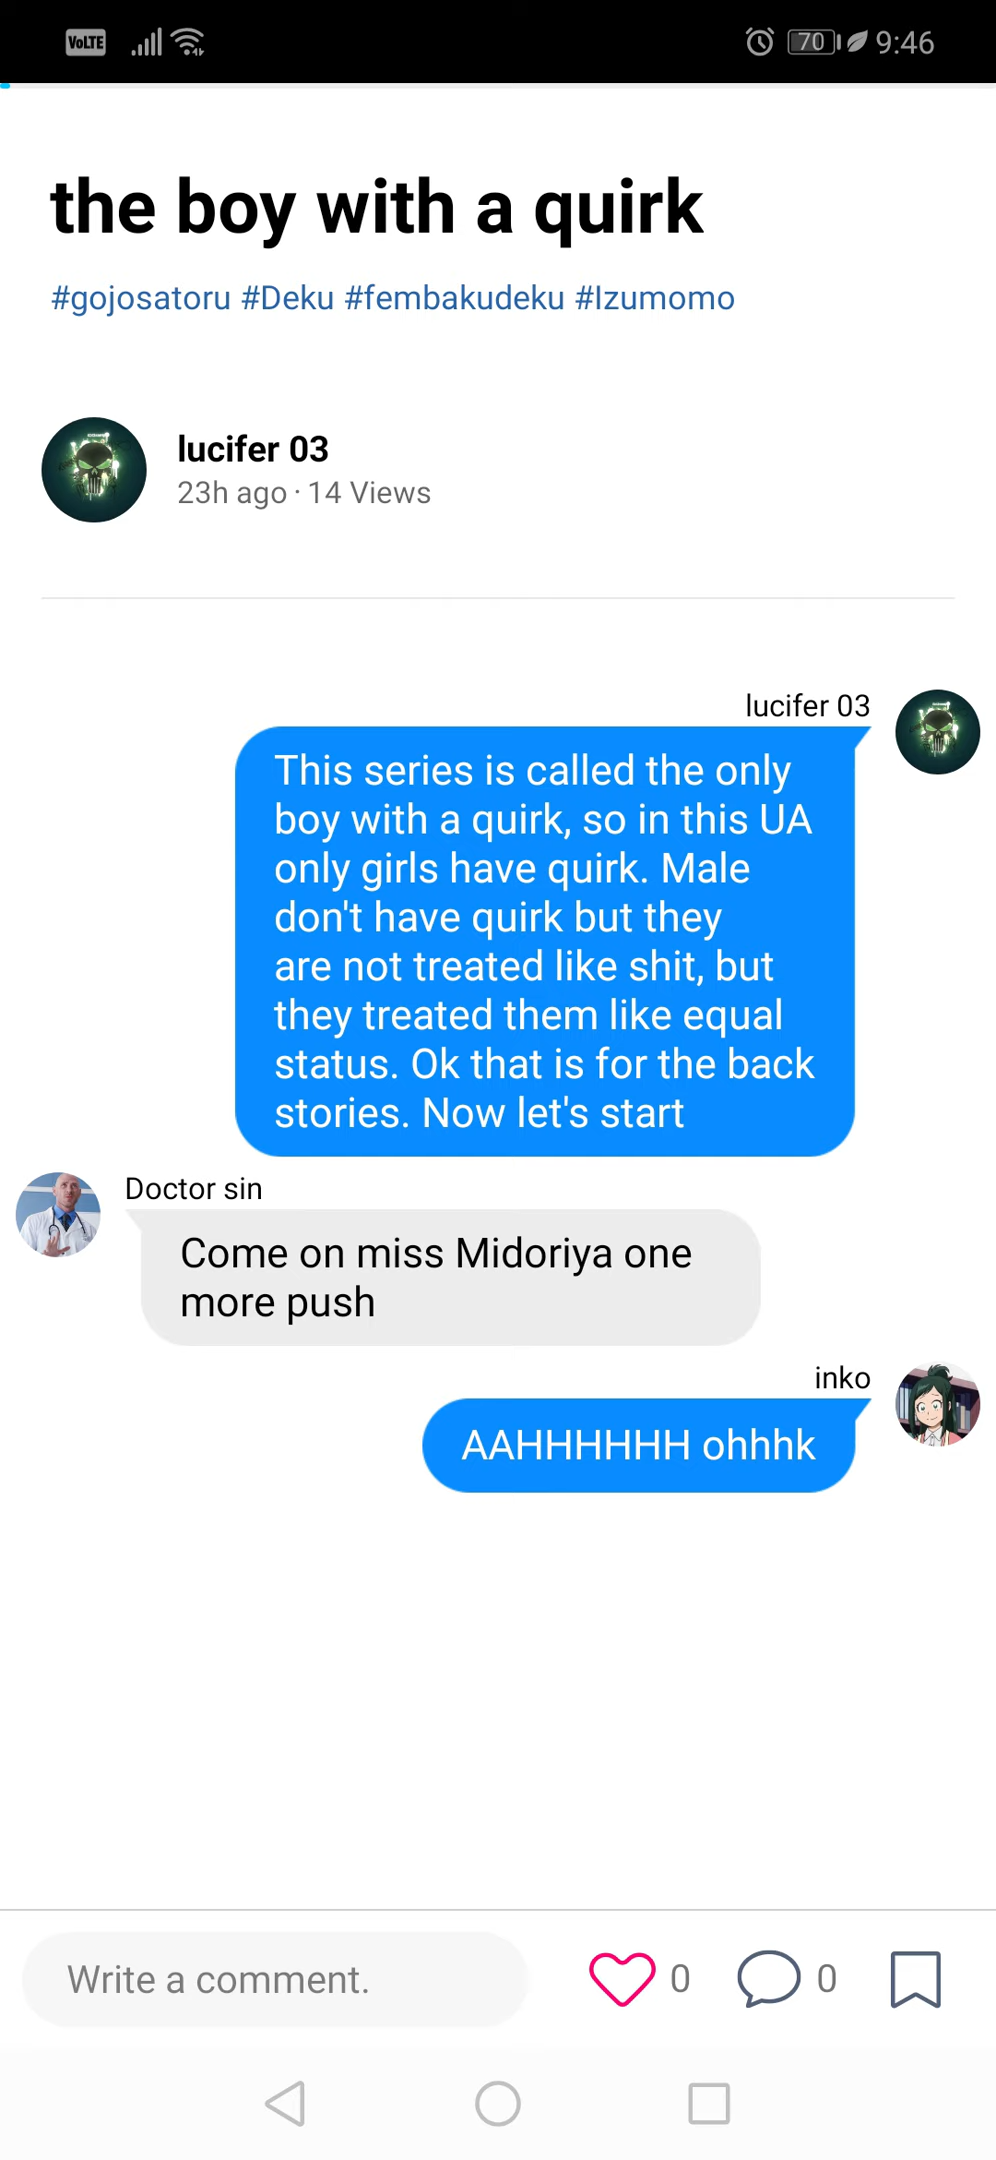 VoLTE 70 9:46
the boy with a quirk
#gojosatoru #Deku #fembakudeku #Izumomo
lucifer 03
23h ago · 14 Views
lucifer 03
This series is called the only
boy with a quirk, so in this UA
only girls have quirk. Male
don't have quirk but they
are not treated like shit, but
they treated them like equal
status. Ok that is for the back
stories. Now let's start
Doctor sin
Come on miss Midoriya one
more push
inko
AAHHHHHH ohhhk
Write a comment. 0 0